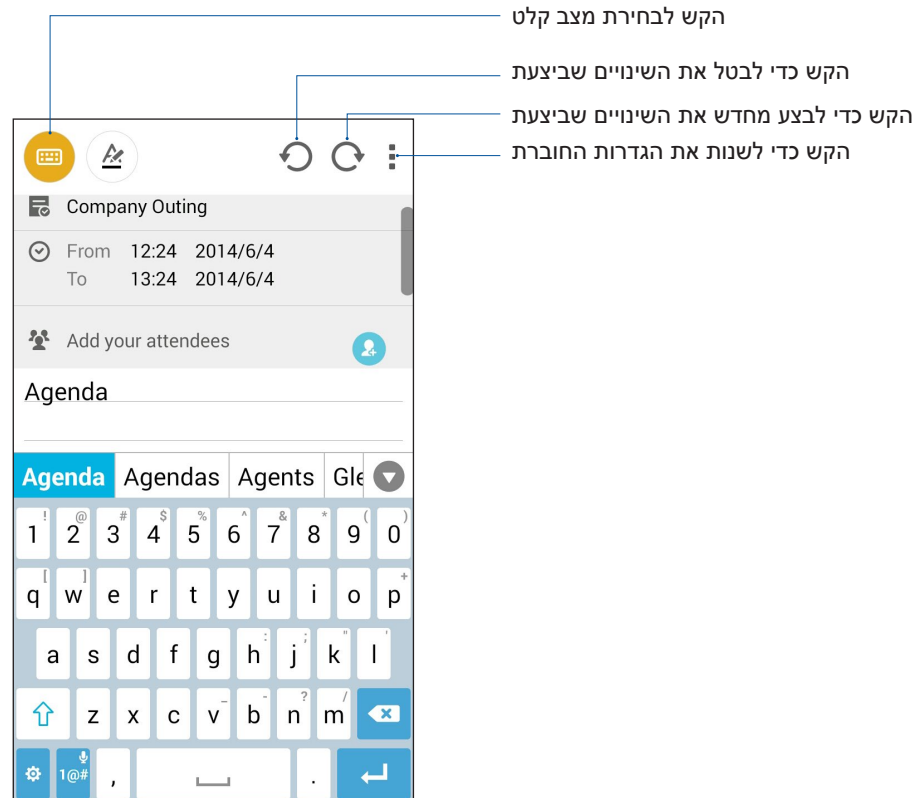 הקש לבחירת מצב קלט
הקש כדי לבטל את השינויים שביצעת
הקש כדי לבצע מחדש את השינויים שביצעת
הקש כדי לשנות את הגדרות החוברת
Company Outing
From 12:24 2014/6/4
To 13:24 2014/6/4
Add your attendees
Agenda
Agenda Agendas Agents Gle
! @ # $ % ^ & * ( )
1 2 3 4 5 6 7 8 9 0
[ ] +
q w e r t y u i o p
: ; " '
a s d f g h j k l
_ - ? /
z x c v b n m
1@# , .